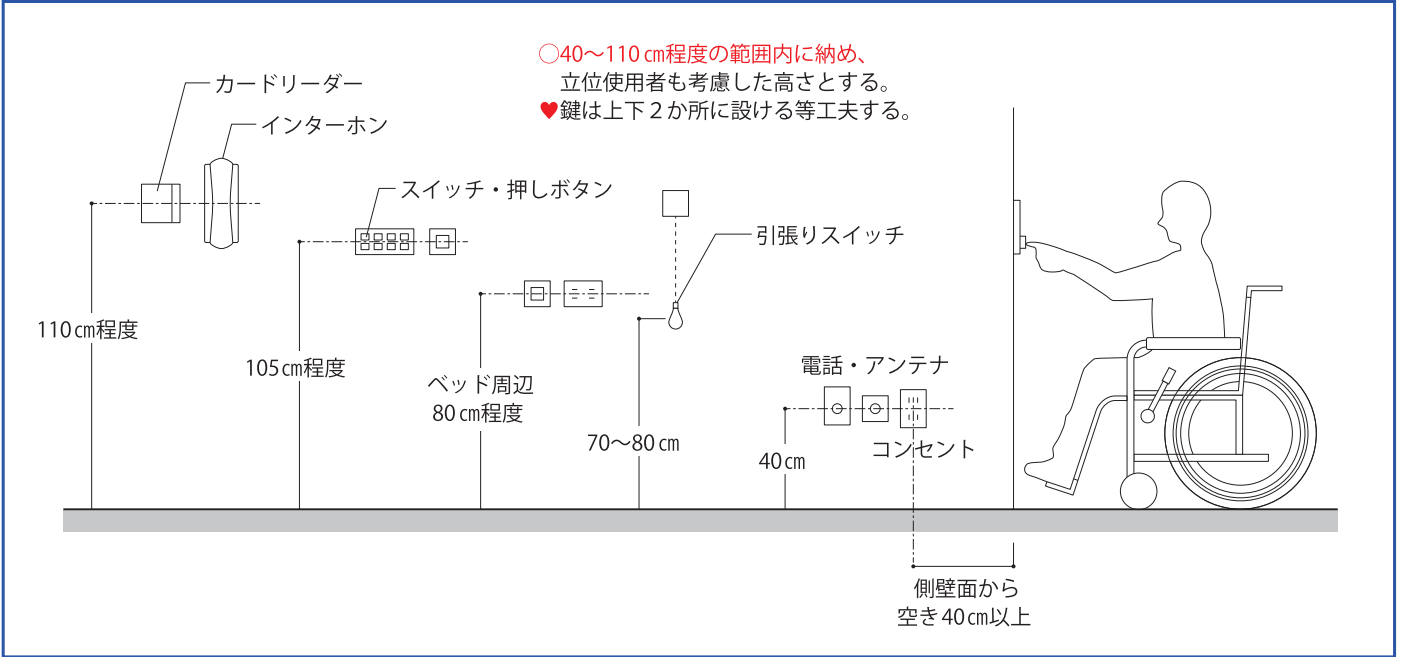 ○40〜110cm程度の範囲内に納め、
立位使用者も考慮した高さとする。
♥鍵は上下2か所に設ける等工夫する。
カードリーダー
インターホン
スイッチ・押しボタン
引張りスイッチ
110cm程度
105cm程度
ベッド周辺
80cm程度
70〜80cm
電話・アンテナ
コンセント
40cm
側壁面から
空き40cm以上